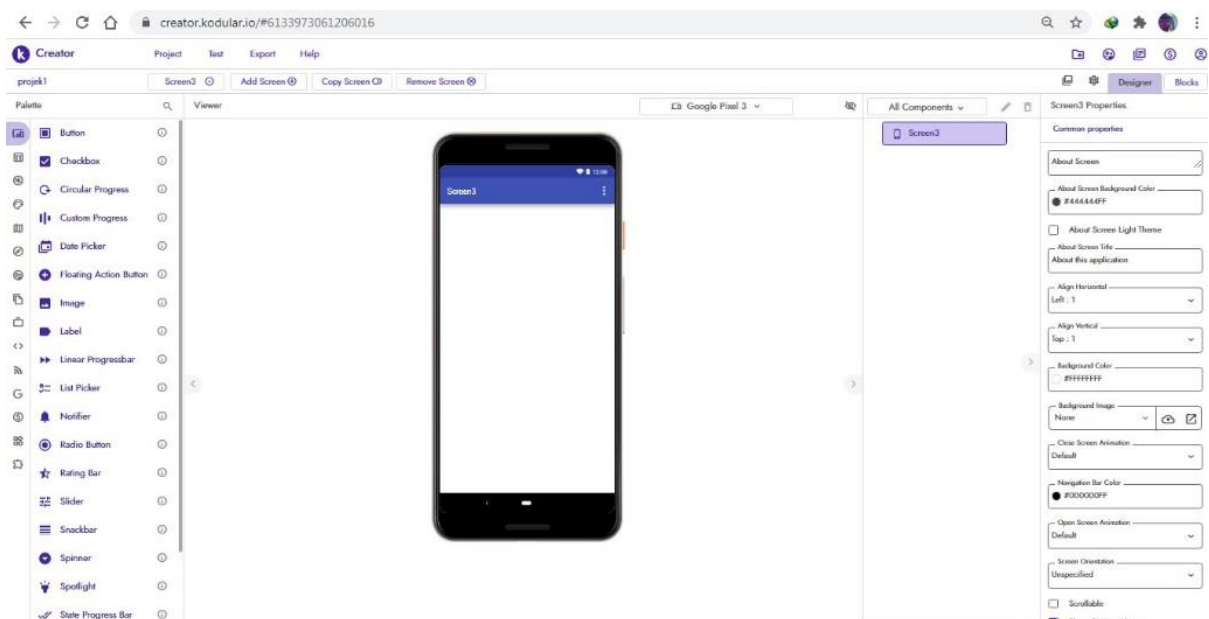 creator.kodular.io/#6133973061206016
Creator
Project Test Export Help
projek1
Screen3 Add Screen Copy Screen Remove Screen
Designer Blocks
Palette
Viewer
Google Pixel 3
All Components
Screen3 Properties
Button
Checkbox
Circular Progress
Custom Progress
Date Picker
Floating Action Button
Image
Label
Linear Progressbar
List Picker
Notifier
Radio Button
Rating Bar
Slider
Snackbar
Spinner
Spotlight
State Progress Bar
Screen3
Screen3
Common properties
About Screen
About Screen Background Color
#444444FF
About Screen Light Theme
About Screen Title
About this application
Align Horizontal
Left : 1
Align Vertical
Top : 1
Background Color
#FFFFFFFF
Background Image
None
Close Screen Animation
Default
Navigation Bar Color
#000000FF
Open Screen Animation
Default
Screen Orientation
Unspecified
Scrollable